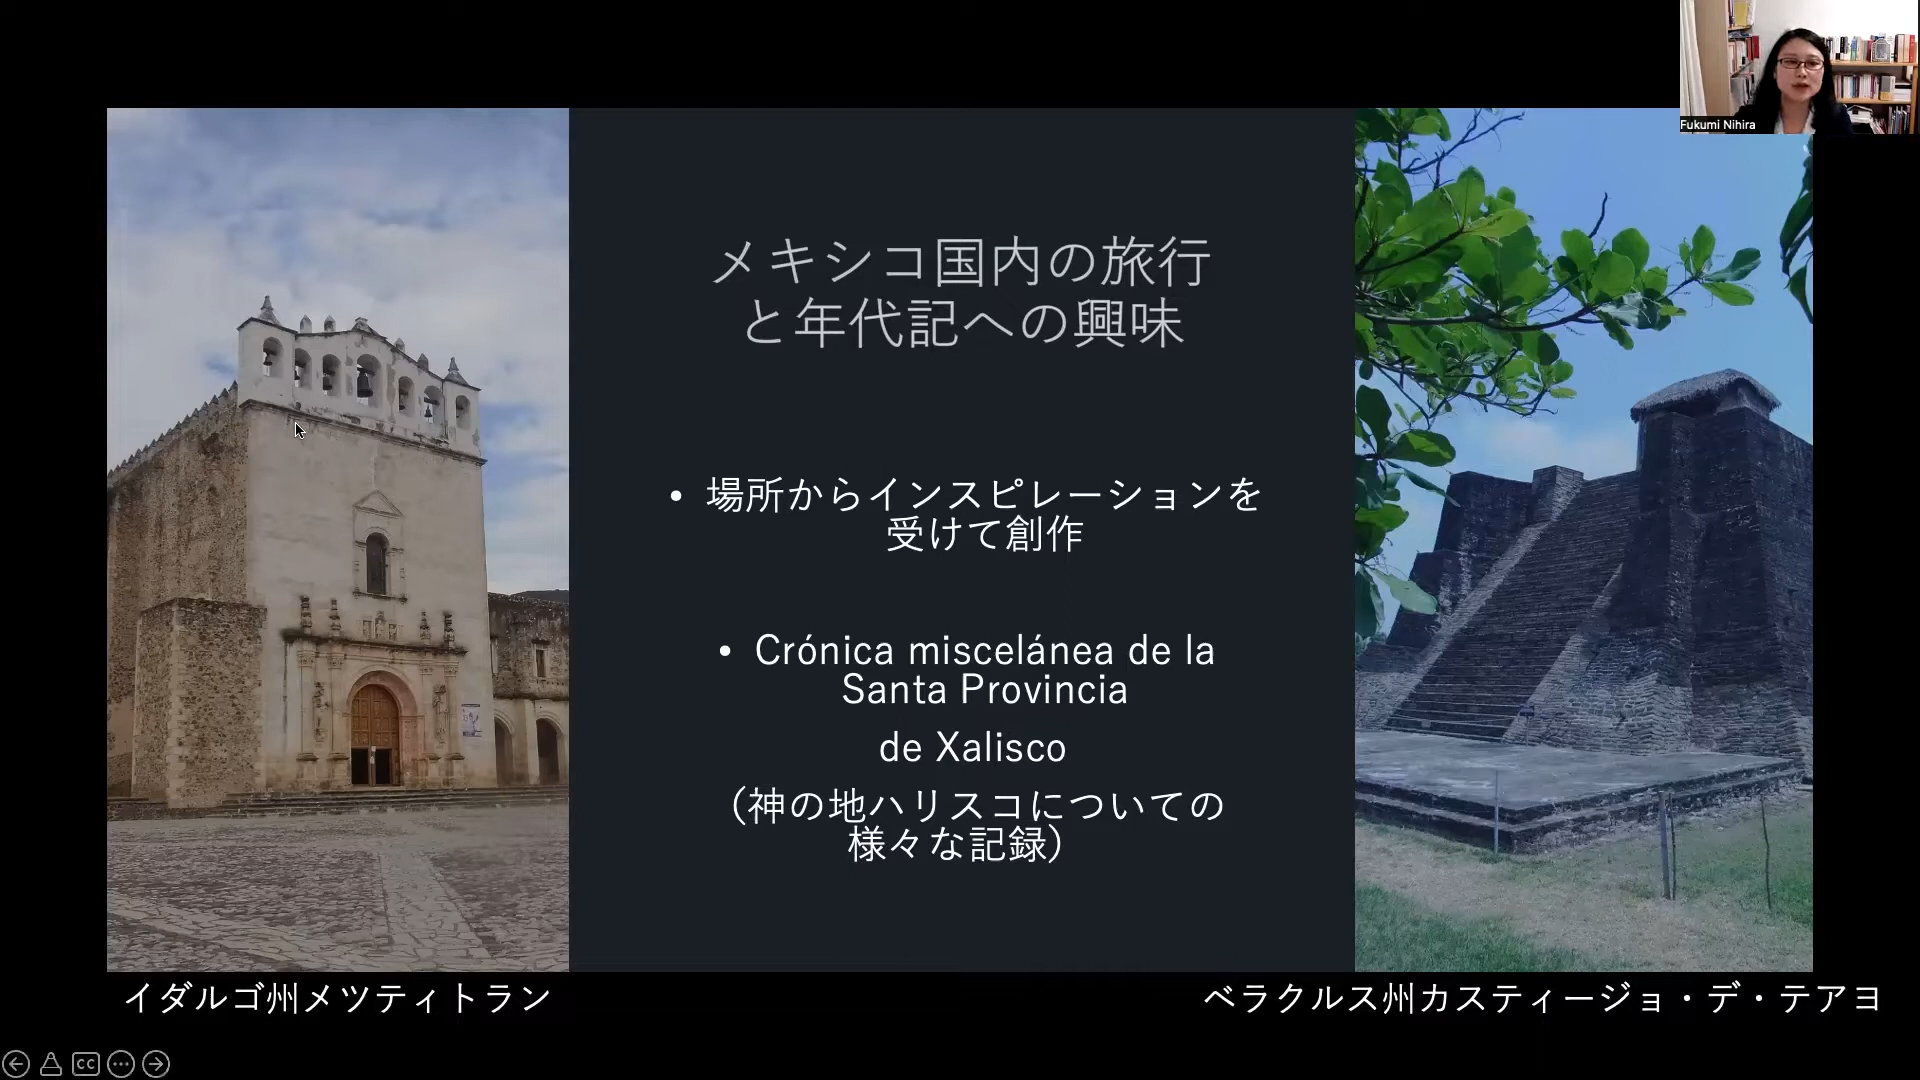 Fukumi Nihira
メキシコ国内の旅行
と年代記への興味
• 場所からインスピレーションを
受けて創作
• Crónica miscelánea de la
Santa Provincia
de Xalisco
（神の地ハリスコについての
様々な記録）
イダルゴ州メツティトラン
ベラクルス州カスティージョ・デ・テアヨ
CC